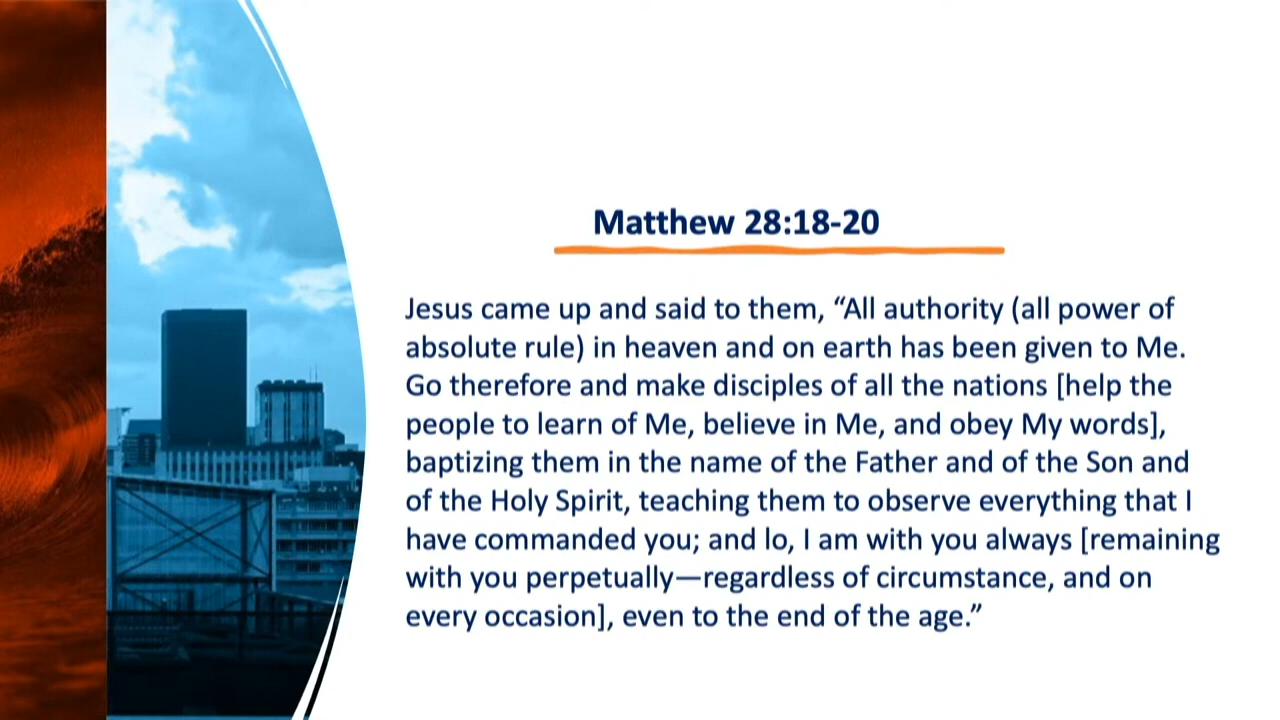 Matthew 28:18-20
Jesus came up and said to them, “All authority (all power of
absolute rule) in heaven and on earth has been given to Me.
Go therefore and make disciples of all the nations [help the
people to learn of Me, believe in Me, and obey My words],
baptizing them in the name of the Father and of the Son and
of the Holy Spirit, teaching them to observe everything that I
have commanded you; and lo, I am with you always [remaining
with you perpetually—regardless of circumstance, and on
every occasion], even to the end of the age.”